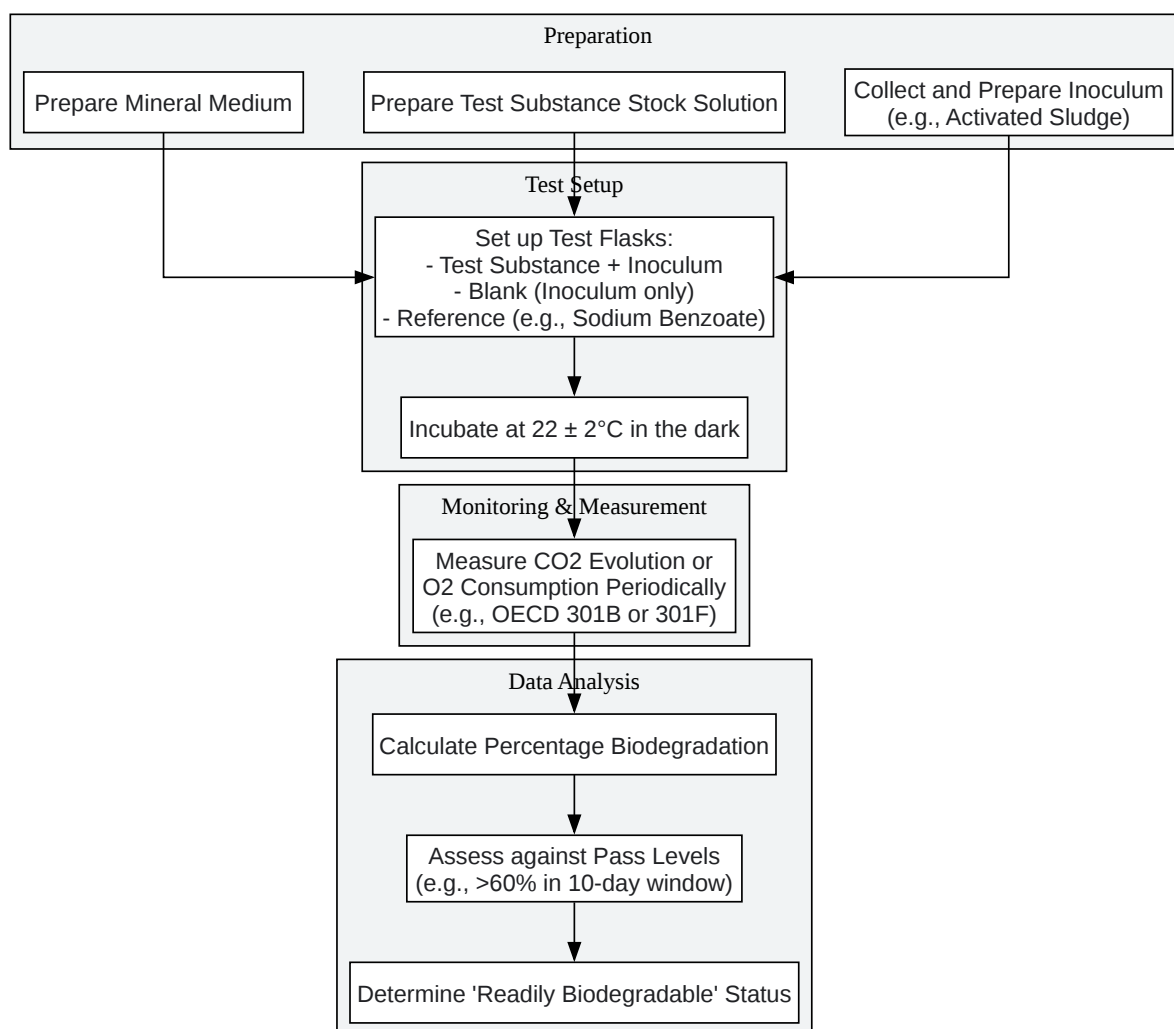 Preparation
Prepare Mineral Medium
Prepare Test Substance Stock Solution
Collect and Prepare Inoculum
(e.g., Activated Sludge)
Test Setup
Set up Test Flasks:
- Test Substance + Inoculum
- Blank (Inoculum only)
- Reference (e.g., Sodium Benzoate)
Incubate at 22 ± 2°C in the dark
Monitoring & Measurement
Measure CO2 Evolution or
O2 Consumption Periodically
(e.g., OECD 301B or 301F)
Data Analysis
Calculate Percentage Biodegradation
Assess against Pass Levels
(e.g., >60% in 10-day window)
Determine 'Readily Biodegradable' Status